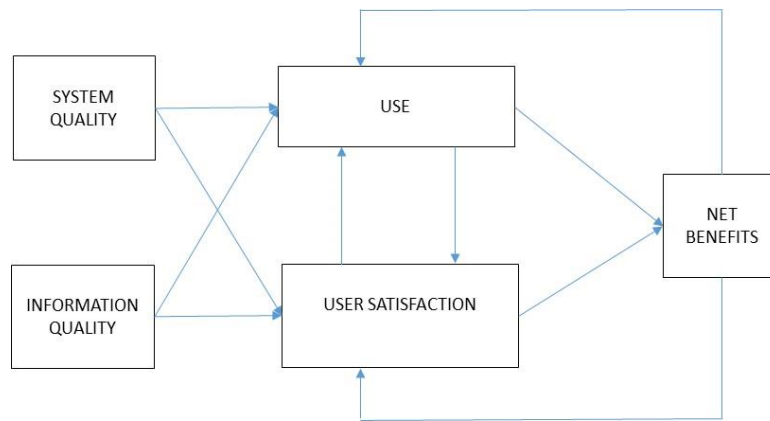 SYSTEM
QUALITY
USE
NET
BENEFITS
INFORMATION
QUALITY
USER SATISFACTION